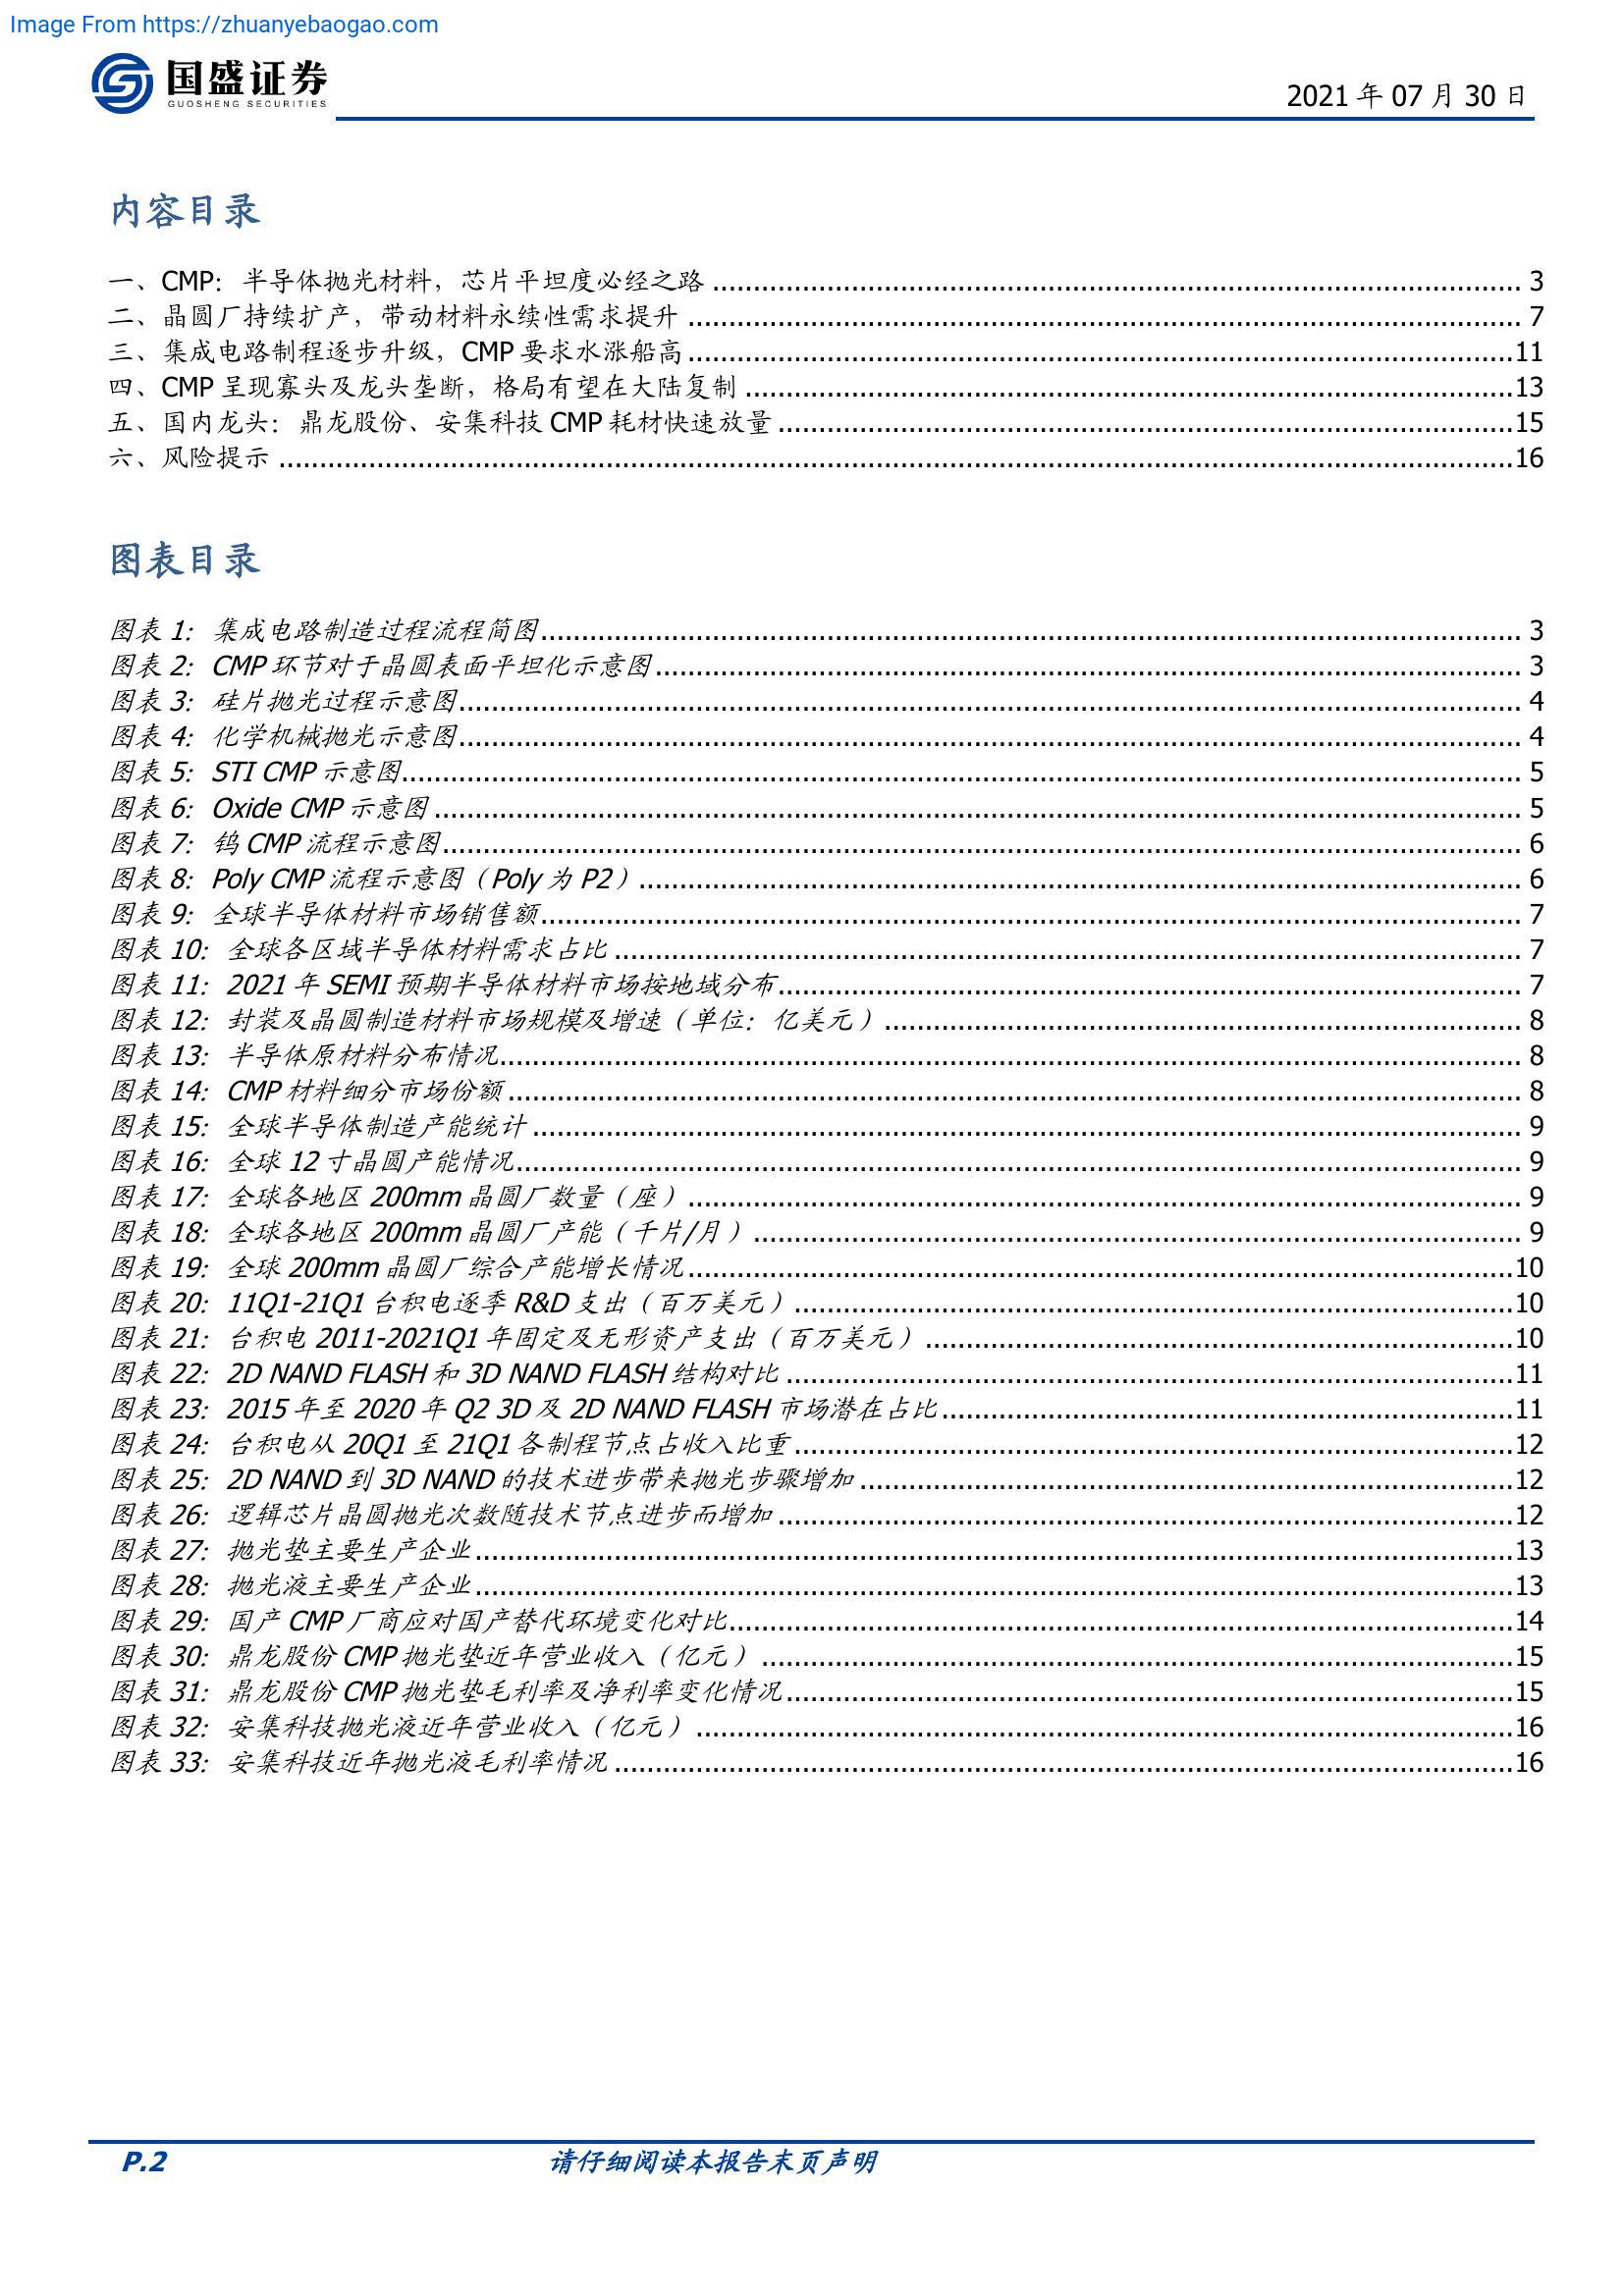 Image From https://zhuanyebaogao.com
国盛证券
GUOSHENG SECURITIES
2021 年 07 月 30 日
内容目录
一、CMP：半导体抛光材料，芯片平坦度必经之路 ........ 3
二、晶圆厂持续扩产，带动材料永续性需求提升 ........ 7
三、集成电路制程逐步升级，CMP 要求水涨船高 ........ 11
四、CMP 呈现寡头及龙头垄断，格局有望在大陆复制 ........ 13
五、国内龙头：鼎龙股份、安集科技 CMP 耗材快速放量 ........ 15
六、风险提示 ........ 16
图表目录
图表 1：集成电路制造过程流程简图 ........ 3
图表 2：CMP 环节对于晶圆表面平坦化示意图 ........ 3
图表 3：硅片抛光过程示意图 ........ 4
图表 4：化学机械抛光示意图 ........ 4
图表 5：STI CMP 示意图 ........ 5
图表 6：Oxide CMP 示意图 ........ 5
图表 7：钨 CMP 流程示意图 ........ 6
图表 8：Poly CMP 流程示意图（Poly 为 P2） ........ 6
图表 9：全球半导体材料市场销售额 ........ 7
图表 10：全球各区域半导体材料需求占比 ........ 7
图表 11：2021 年 SEMI 预期半导体材料市场按地域分布 ........ 7
图表 12：封装及晶圆制造材料市场规模及增速（单位：亿美元） ........ 8
图表 13：半导体原材料分布情况 ........ 8
图表 14：CMP 材料细分市场份额 ........ 8
图表 15：全球半导体制造产能统计 ........ 9
图表 16：全球 12 寸晶圆产能情况 ........ 9
图表 17：全球各地区 200mm 晶圆厂数量（座） ........ 9
图表 18：全球各地区 200mm 晶圆厂产能（千片/月） ........ 9
图表 19：全球 200mm 晶圆厂综合产能增长情况 ........ 10
图表 20：11Q1-21Q1 台积电逐季 R&D 支出（百万美元） ........ 10
图表 21：台积电 2011-2021Q1 年固定及无形资产支出（百万美元） ........ 10
图表 22：2D NAND FLASH 和 3D NAND FLASH 结构对比 ........ 11
图表 23：2015 年至 2020 年 Q2 3D 及 2D NAND FLASH 市场潜在占比 ........ 11
图表 24：台积电从 20Q1 至 21Q1 各制程节点占收入比重 ........ 12
图表 25：2D NAND 到 3D NAND 的技术进步带来抛光步骤增加 ........ 12
图表 26：逻辑芯片晶圆抛光次数随技术节点进步而增加 ........ 12
图表 27：抛光垫主要生产企业 ........ 13
图表 28：抛光液主要生产企业 ........ 13
图表 29：国产 CMP 厂商应对国产替代环境变化对比 ........ 14
图表 30：鼎龙股份 CMP 抛光垫近年营业收入（亿元） ........ 15
图表 31：鼎龙股份 CMP 抛光垫毛利率及净利率变化情况 ........ 15
图表 32：安集科技抛光液近年营业收入（亿元） ........ 16
图表 33：安集科技近年抛光液毛利率情况 ........ 16
P.2
请仔细阅读本报告末页声明